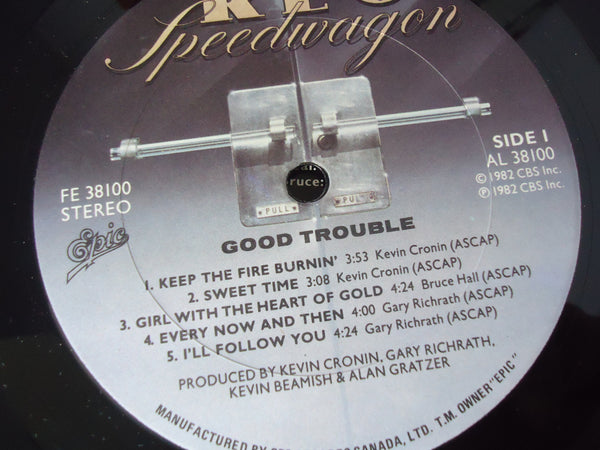 Speedwagon
SIDE 1
AL 38100
© 1982 CBS Inc.
℗ 1982 CBS Inc.
FE 38100
STEREO
ruce:
PULL
PULL
Epic
GOOD TROUBLE
1. KEEP THE FIRE BURNIN' 3:53 Kevin Cronin (ASCAP)
2. SWEET TIME 3:08 Kevin Cronin (ASCAP)
3. GIRL WITH THE HEART OF GOLD 4:24 Bruce Hall (ASCAP)
4. EVERY NOW AND THEN 4:00 Gary Richrath (ASCAP)
5. I'LL FOLLOW YOU 4:24 Gary Richrath (ASCAP)
PRODUCED BY KEVIN CRONIN, GARY RICHRATH,
KEVIN BEAMISH & ALAN GRATZER
MANUFACTURED BY CANADA, LTD. T.M. OWNER "EPIC"